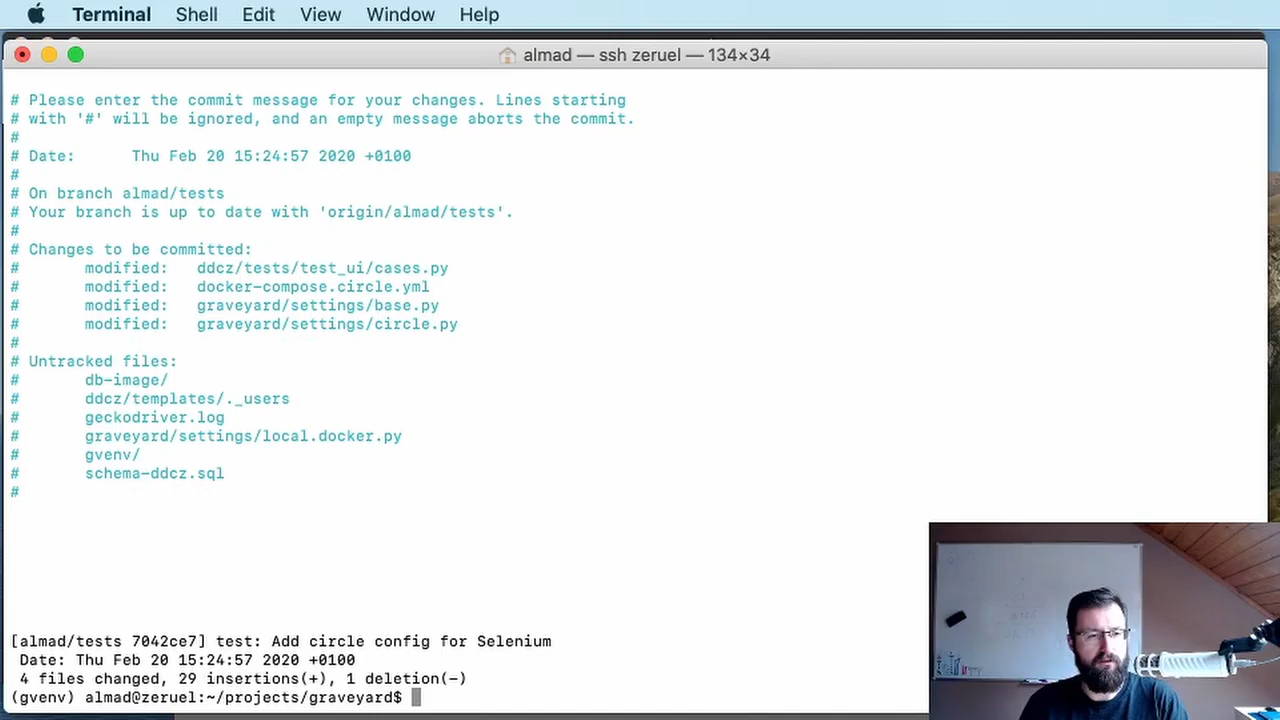 Terminal Shell Edit View Window Help
almad — ssh zeruel — 134×34
# Please enter the commit message for your changes. Lines starting
# with '#' will be ignored, and an empty message aborts the commit.
#
# Date:      Thu Feb 20 15:24:57 2020 +0100
#
# On branch almad/tests
# Your branch is up to date with 'origin/almad/tests'.
#
# Changes to be committed:
#       modified:   ddcz/tests/test_ui/cases.py
#       modified:   docker-compose.circle.yml
#       modified:   graveyard/settings/base.py
#       modified:   graveyard/settings/circle.py
#
# Untracked files:
#       db-image/
#       ddcz/templates/._users
#       geckodriver.log
#       graveyard/settings/local.docker.py
#       gvenv/
#       schema-ddcz.sql
#
[almad/tests 7042ce7] test: Add circle config for Selenium
 Date: Thu Feb 20 15:24:57 2020 +0100
 4 files changed, 29 insertions(+), 1 deletion(-)
(gvenv) almad@zeruel:~/projects/graveyard$